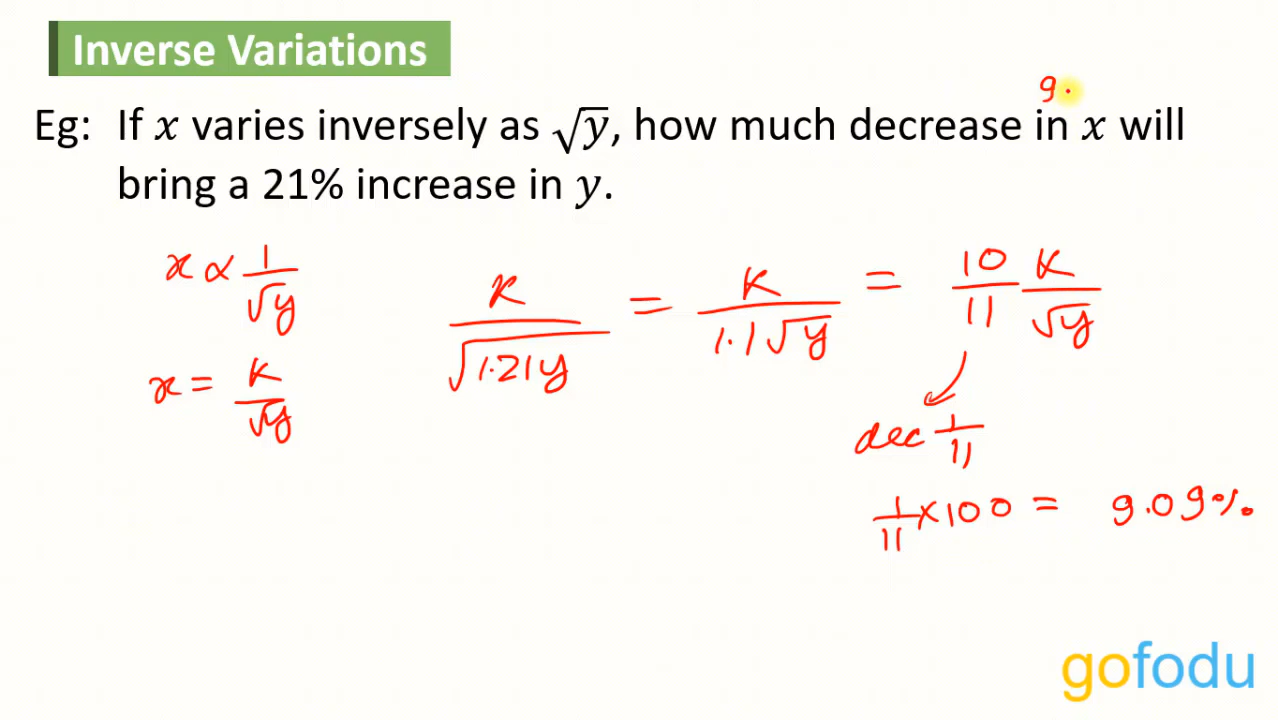 Inverse Variations
9.
Eg: If x varies inversely as √y, how much decrease in x will
bring a 21% increase in y.
x ∝ 1/√y
x = K/√y
K/√1.21y = K/1.1√y = 10/11 K/√y
dec 1/11
1/11 × 100 = 9.09%
gofodu